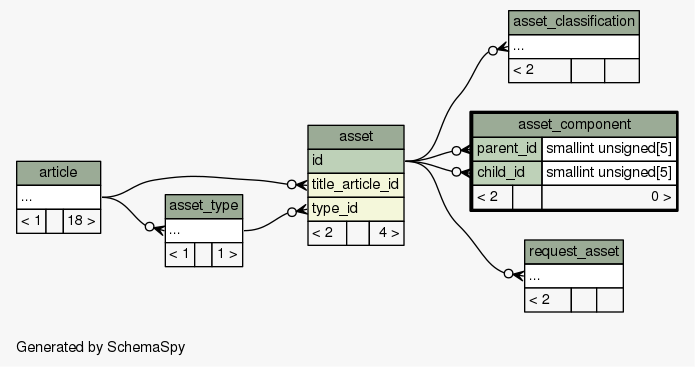 asset_classification
...
< 2
asset_component
parent_id smallint unsigned[5]
child_id smallint unsigned[5]
< 2 0 >
asset
id
title_article_id
type_id
< 2 4 >
article
...
< 1 18 >
asset_type
...
< 1 1 >
request_asset
...
< 2
Generated by SchemaSpy